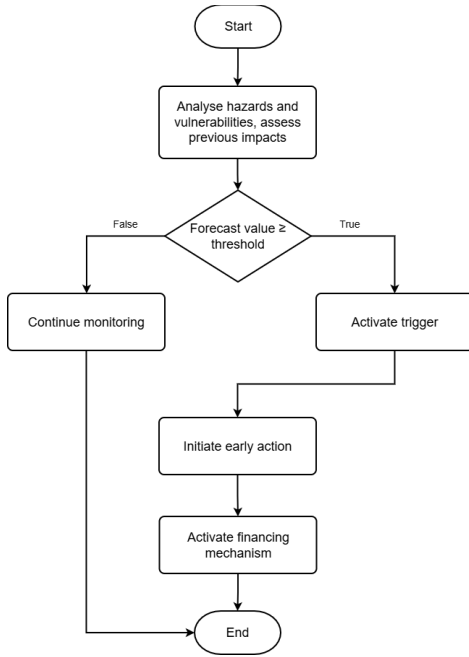 Start
Analyse hazards and
vulnerabilities, assess
previous impacts
Forecast value ≥
threshold
False
True
Continue monitoring
Activate trigger
Initiate early action
Activate financing
mechanism
End